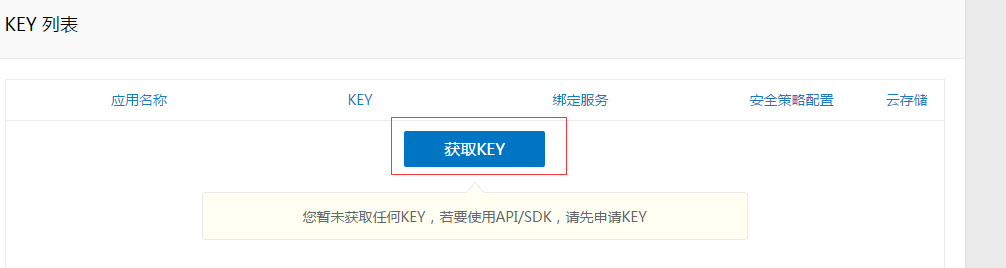 KEY 列表
应用名称 KEY 绑定服务 安全策略配置 云存储
获取KEY
您暂未获取任何KEY，若要使用API/SDK，请先申请KEY